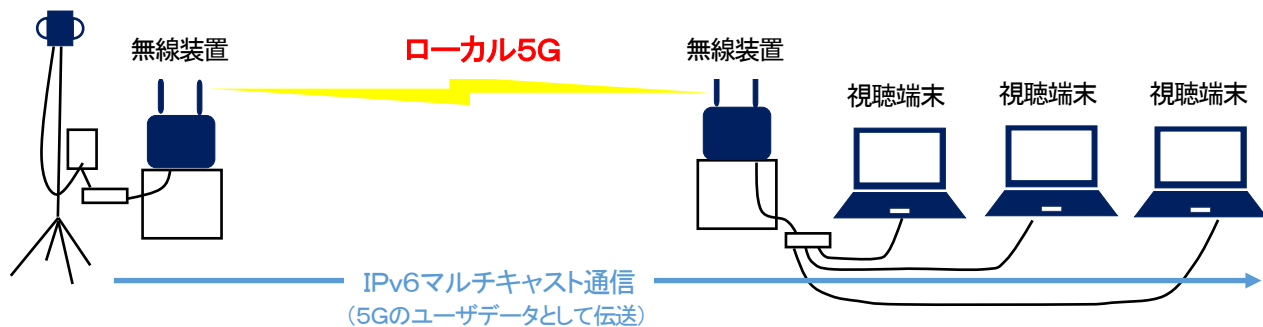 無線装置
ローカル5G
無線装置
視聴端末
視聴端末
視聴端末
IPv6マルチキャスト通信
(5Gのユーザデータとして伝送)